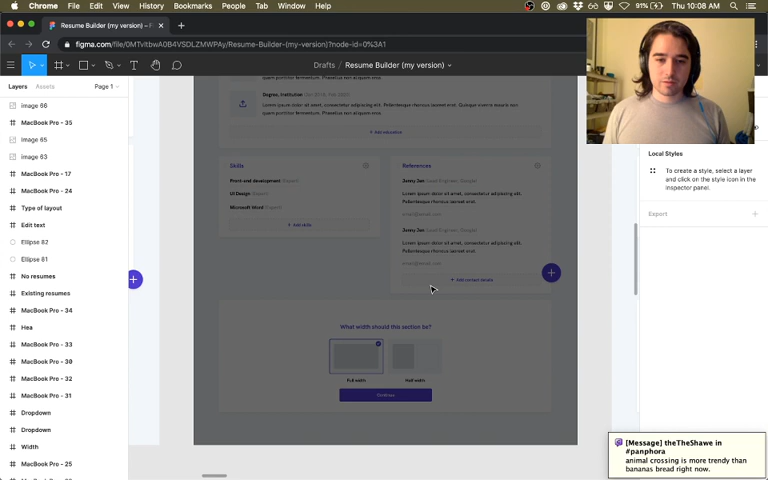 Chrome File Edit View History Bookmarks People Tab Window Help 91% Thu 10:08 AM
Resume Builder (my version) – F
figma.com/file/0MTvitbwA0B4VSDLZMWPAy/Resume-Builder-(my-version)?node-id=0%3A1
Drafts / Resume Builder (my version)
Layers Assets Page 1
image 66
MacBook Pro - 35
image 65
image 63
MacBook Pro - 17
MacBook Pro - 24
Type of layout
Edit text
Ellipse 82
Ellipse 81
No resumes
Existing resumes
MacBook Pro - 34
Hea
MacBook Pro - 33
MacBook Pro - 30
MacBook Pro - 32
MacBook Pro - 31
Dropdown
Dropdown
Width
MacBook Pro - 25
Degree, Institution
Lorem ipsum dolor sit amet, consectetur adipiscing elit. Quisque viverra mauris non
quam porttitor fermentum. Phasellus non aliquam orci.
+ Add education
Skills
Front-end development Expert
UI Design
Microsoft Word
+ Add skills
References
Janny Jan
Lorem ipsum dolor sit amet, consectetur adipiscing elit.
Pellentesque rhoncus laoreet erat.
email@email.com
Janny Jan
Lorem ipsum dolor sit amet, consectetur adipiscing elit.
Pellentesque rhoncus laoreet erat.
email@email.com
+ Add contact details
What width should this section be?
Full width Half width
Continue
Local Styles
To create a style, select a layer
and click on the style icon in the
inspector panel.
Export
[Message] theTheShawe in
#panphora
animal crossing is more trendy than
bananas bread right now.